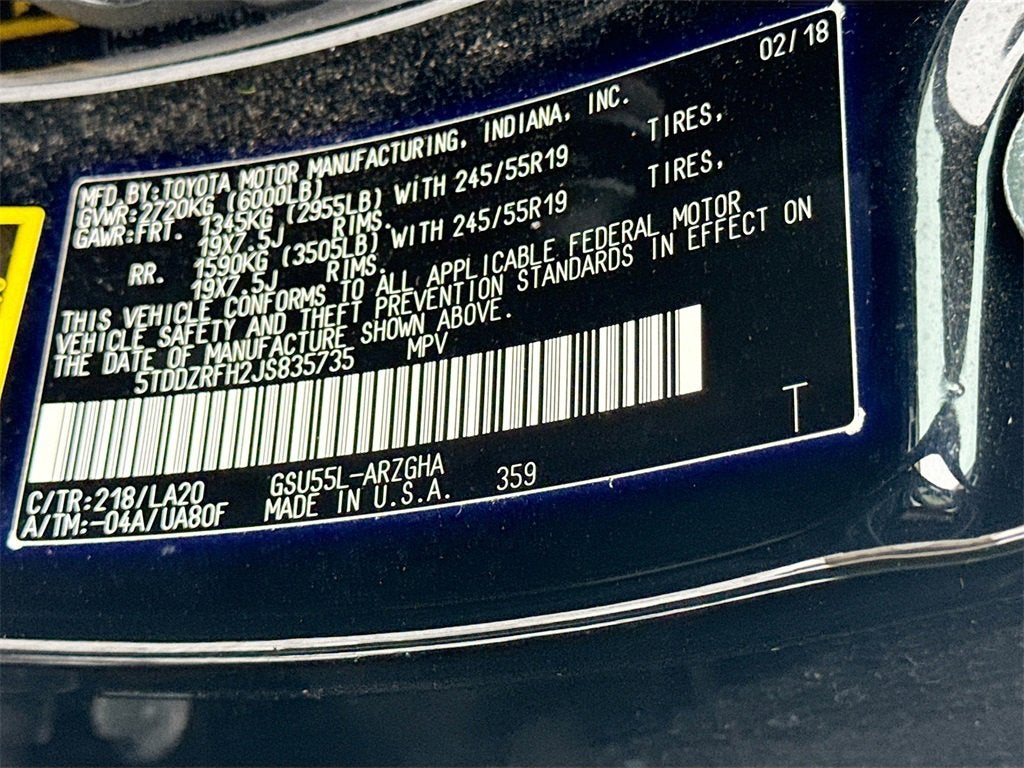 02/18
MFD.BY:TOYOTA MOTOR MANUFACTURING, INDIANA, INC.
GVWR:2720KG (6000LB)
GAWR:FRT. 1345KG (2955LB) WITH 245/55R19 TIRES,
19X7.5J RIMS.
RR. 1590KG (3505LB) WITH 245/55R19 TIRES,
19X7.5J RIMS.
THIS VEHICLE CONFORMS TO ALL APPLICABLE FEDERAL MOTOR
VEHICLE SAFETY AND THEFT PREVENTION STANDARDS IN EFFECT ON
THE DATE OF MANUFACTURE SHOWN ABOVE.
5TDDZRFH2JS835735 MPV
T
C/TR:218/LA20 GSU55L-ARZGHA 359
A/TM:-04A/UA80F MADE IN U.S.A.